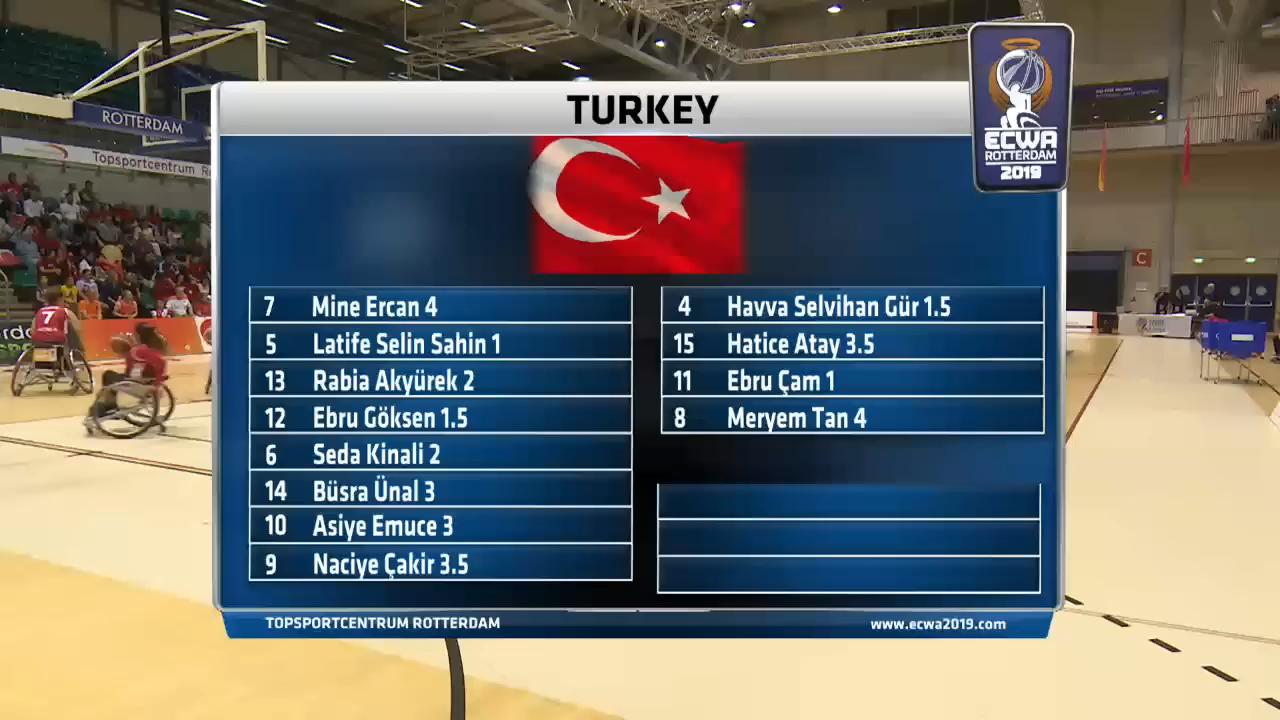 TURKEY
ECWA
ROTTERDAM
2019
ROTTERDAM
Topsportcentrum R
7 Mine Ercan 4
5 Latife Selin Sahin 1
13 Rabia Akyürek 2
12 Ebru Göksen 1.5
6 Seda Kinali 2
14 Büsra Ünal 3
10 Asiye Emuce 3
9 Naciye Çakir 3.5
4 Havva Selvihan Gür 1.5
15 Hatice Atay 3.5
11 Ebru Çam 1
8 Meryem Tan 4
7
C
TOPSPORTCENTRUM ROTTERDAM
www.ecwa2019.com